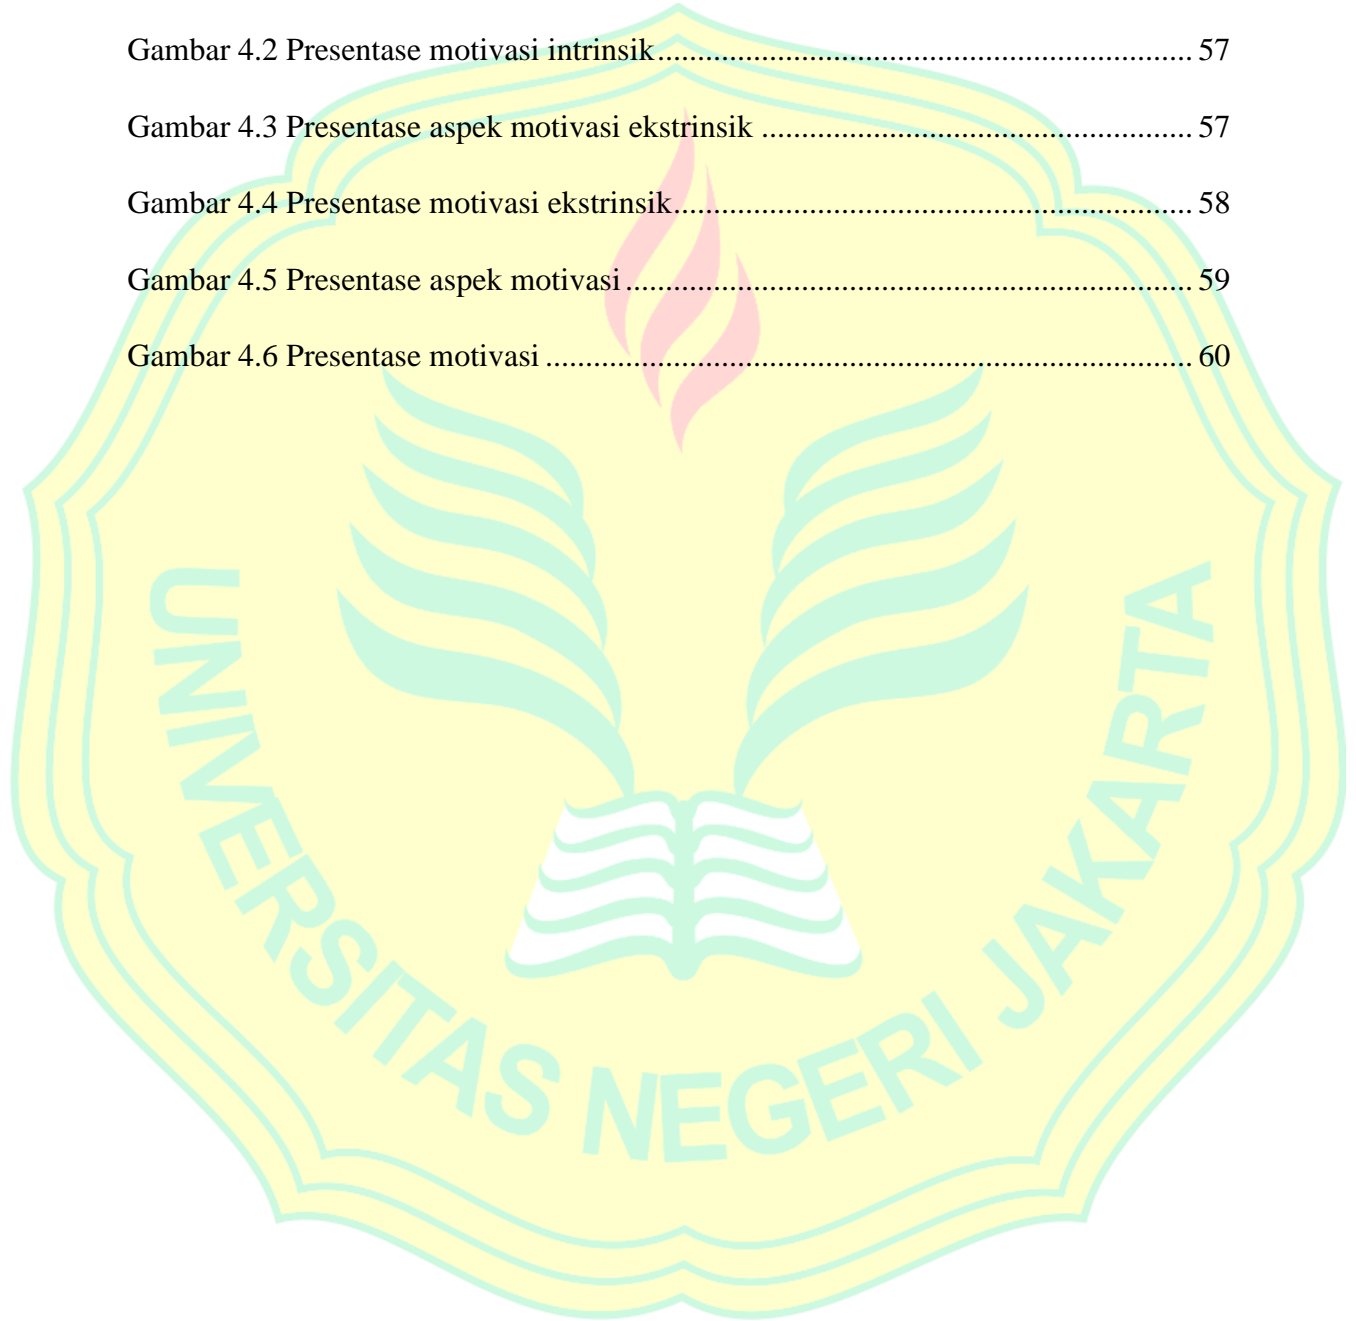 Gambar 4.2 Presentase motivasi intrinsik.................................................................... 57
Gambar 4.3 Presentase aspek motivasi ekstrinsik ...................................................... 57
Gambar 4.4 Presentase motivasi ekstrinsik................................................................. 58
Gambar 4.5 Presentase aspek motivasi ....................................................................... 59
Gambar 4.6 Presentase motivasi ................................................................................. 60
UNIVERSITAS NEGERI JAKARTA